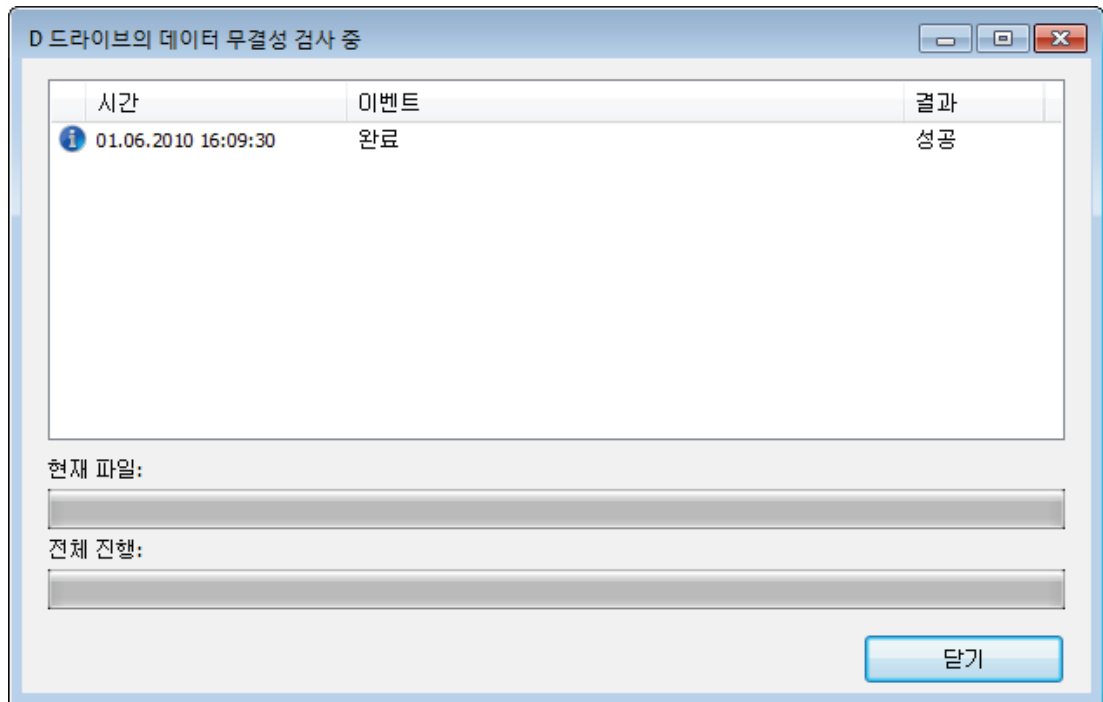 D 드라이브의 데이터 무결성 검사 중
시간 이벤트 결과
01.06.2010 16:09:30 완료 성공
현재 파일:
전체 진행:
닫기